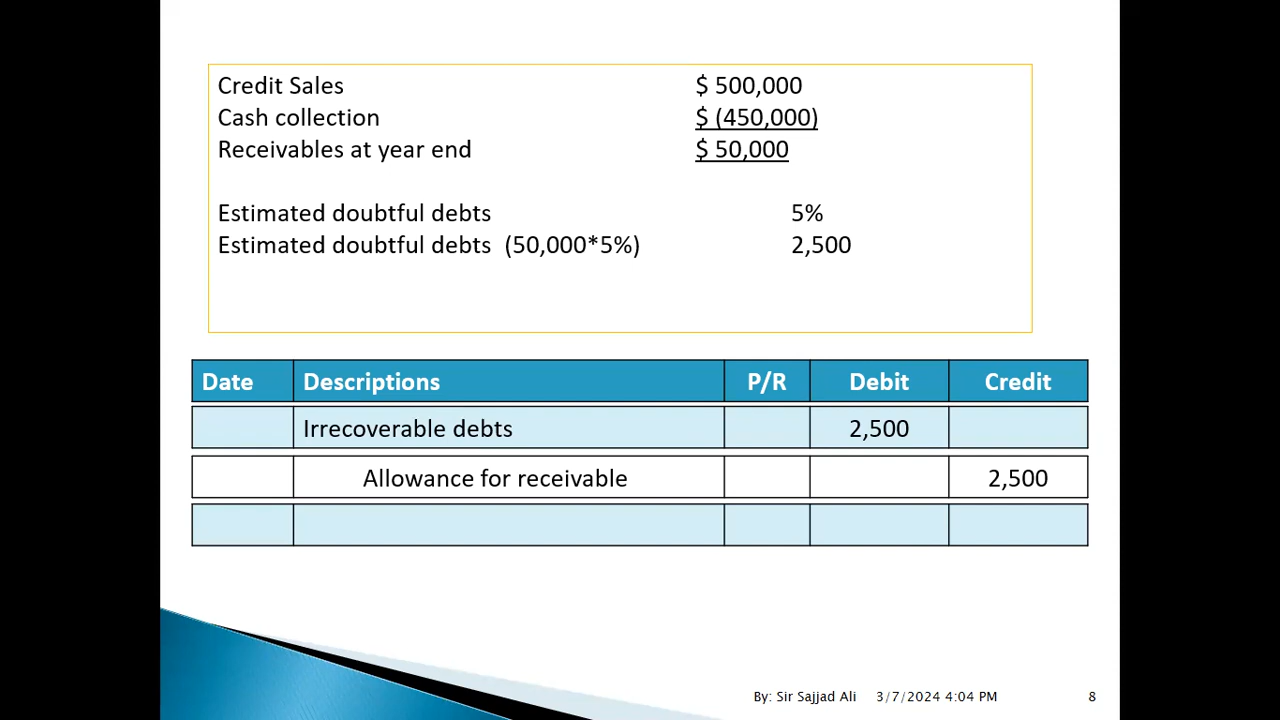 Credit Sales $ 500,000
Cash collection $ (450,000)
Receivables at year end $ 50,000
Estimated doubtful debts 5%
Estimated doubtful debts (50,000*5%) 2,500
Date Descriptions P/R Debit Credit
Irrecoverable debts 2,500
Allowance for receivable 2,500
By: Sir Sajjad Ali 3/7/2024 4:04 PM 8